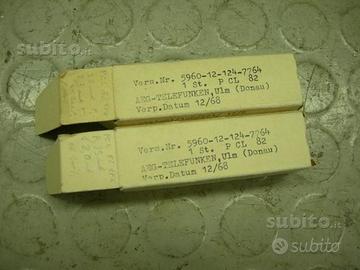 subito.it
Vers.Nr. 5960-12-124-7764
1 St. P CL 82
AEG-TELEFUNKEN,Ulm (Donau)
Verp.Datum 12/68
Vers.Nr. 5960-12-124-7764
1 St. P CL 82
AEG-TELEFUNKEN,Ulm (Donau)
Verp.Datum 12/68
subito.it
subito